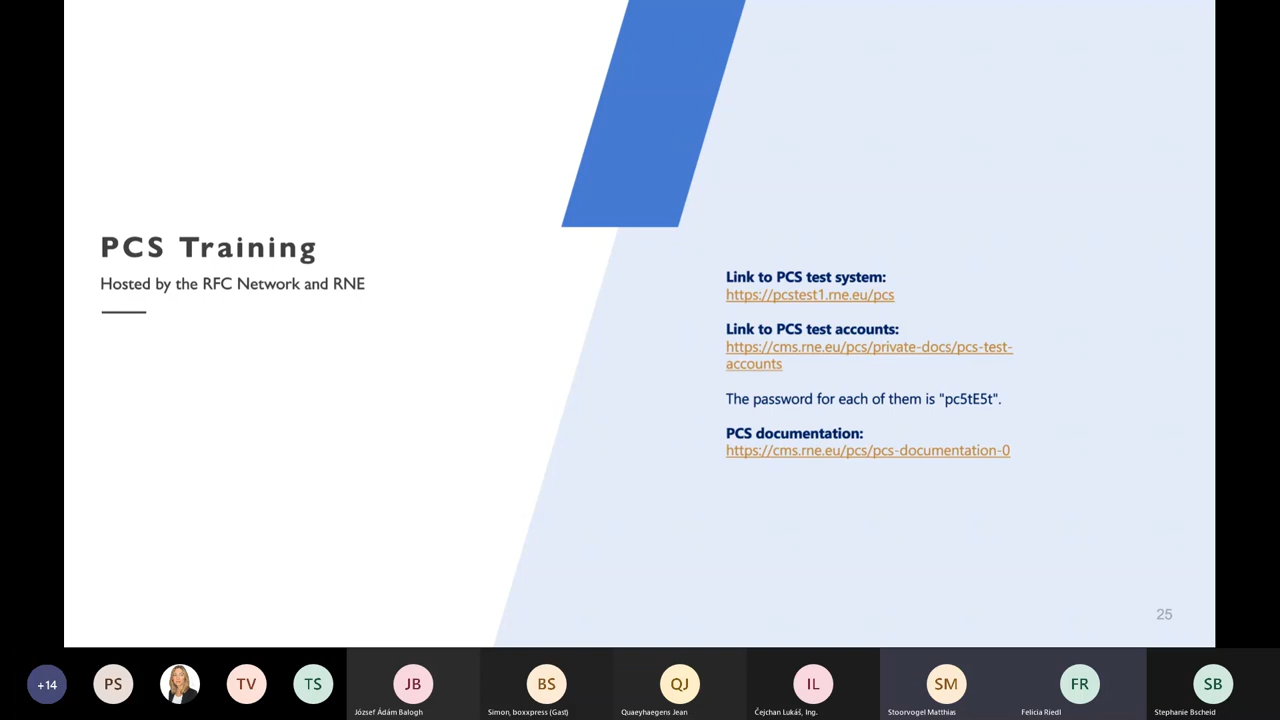 PCS Training
Hosted by the RFC Network and RNE
Link to PCS test system:
https://pcstest1.rne.eu/pcs
Link to PCS test accounts:
https://cms.rne.eu/pcs/private-docs/pcs-test-
accounts
The password for each of them is "pc5tE5t".
PCS documentation:
https://cms.rne.eu/pcs/pcs-documentation-0
25
+14
PS
TV
TS
JB
BS
QJ
IL
SM
FR
SB
József Ádám Balogh
Simon, boxxpress (Gast)
Quaeyhaegens Jean
Čejchan Lukáš, Ing.
Stoorvogel Matthias
Felicia Riedl
Stephanie Bscheid